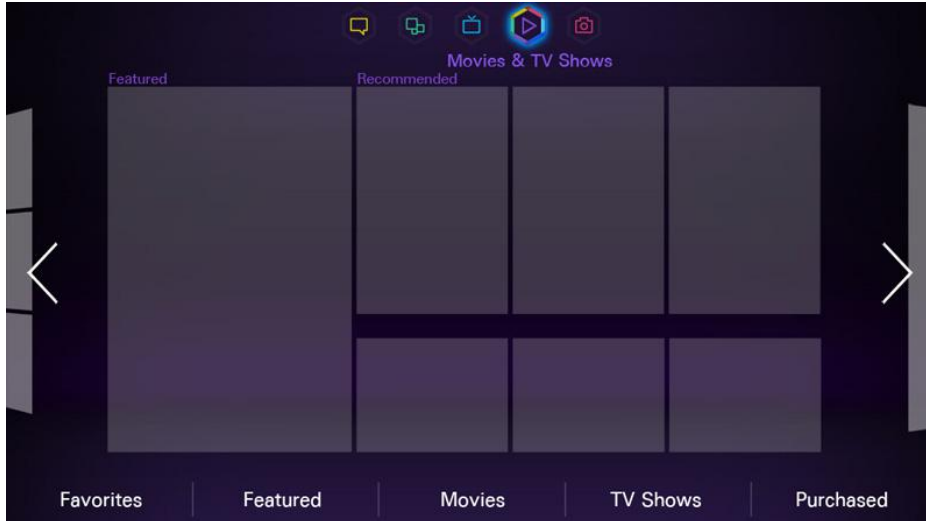 Movies & TV Shows
Featured Recommended
Favorites Featured Movies TV Shows Purchased